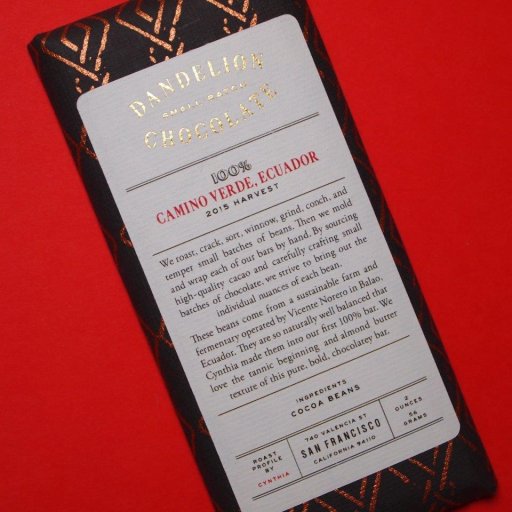 DANDELION
SMALL-BATCH
CHOCOLATE
100%
CAMINO VERDE, ECUADOR
2015 HARVEST
We roast, crack, sort, winnow, grind, conch, and
temper small batches of beans. Then we mold
and wrap each of our bars by hand. By sourcing
high-quality cacao and carefully crafting small
batches of chocolate, we strive to bring out the
individual nuances of each bean.
These beans come from a sustainable farm and
fermentary operated by Vicente Norero in Balao,
Ecuador. They are so naturally well balanced that
Cynthia made them into our first 100% bar. We
love the tannic beginning and almond butter
texture of this pure, bold, chocolatey bar.
INGREDIENTS
COCOA BEANS
ROAST
PROFILE
BY
CYNTHIA
740 VALENCIA ST
SAN FRANCISCO
CALIFORNIA 94110
2
OUNCES
56
GRAMS